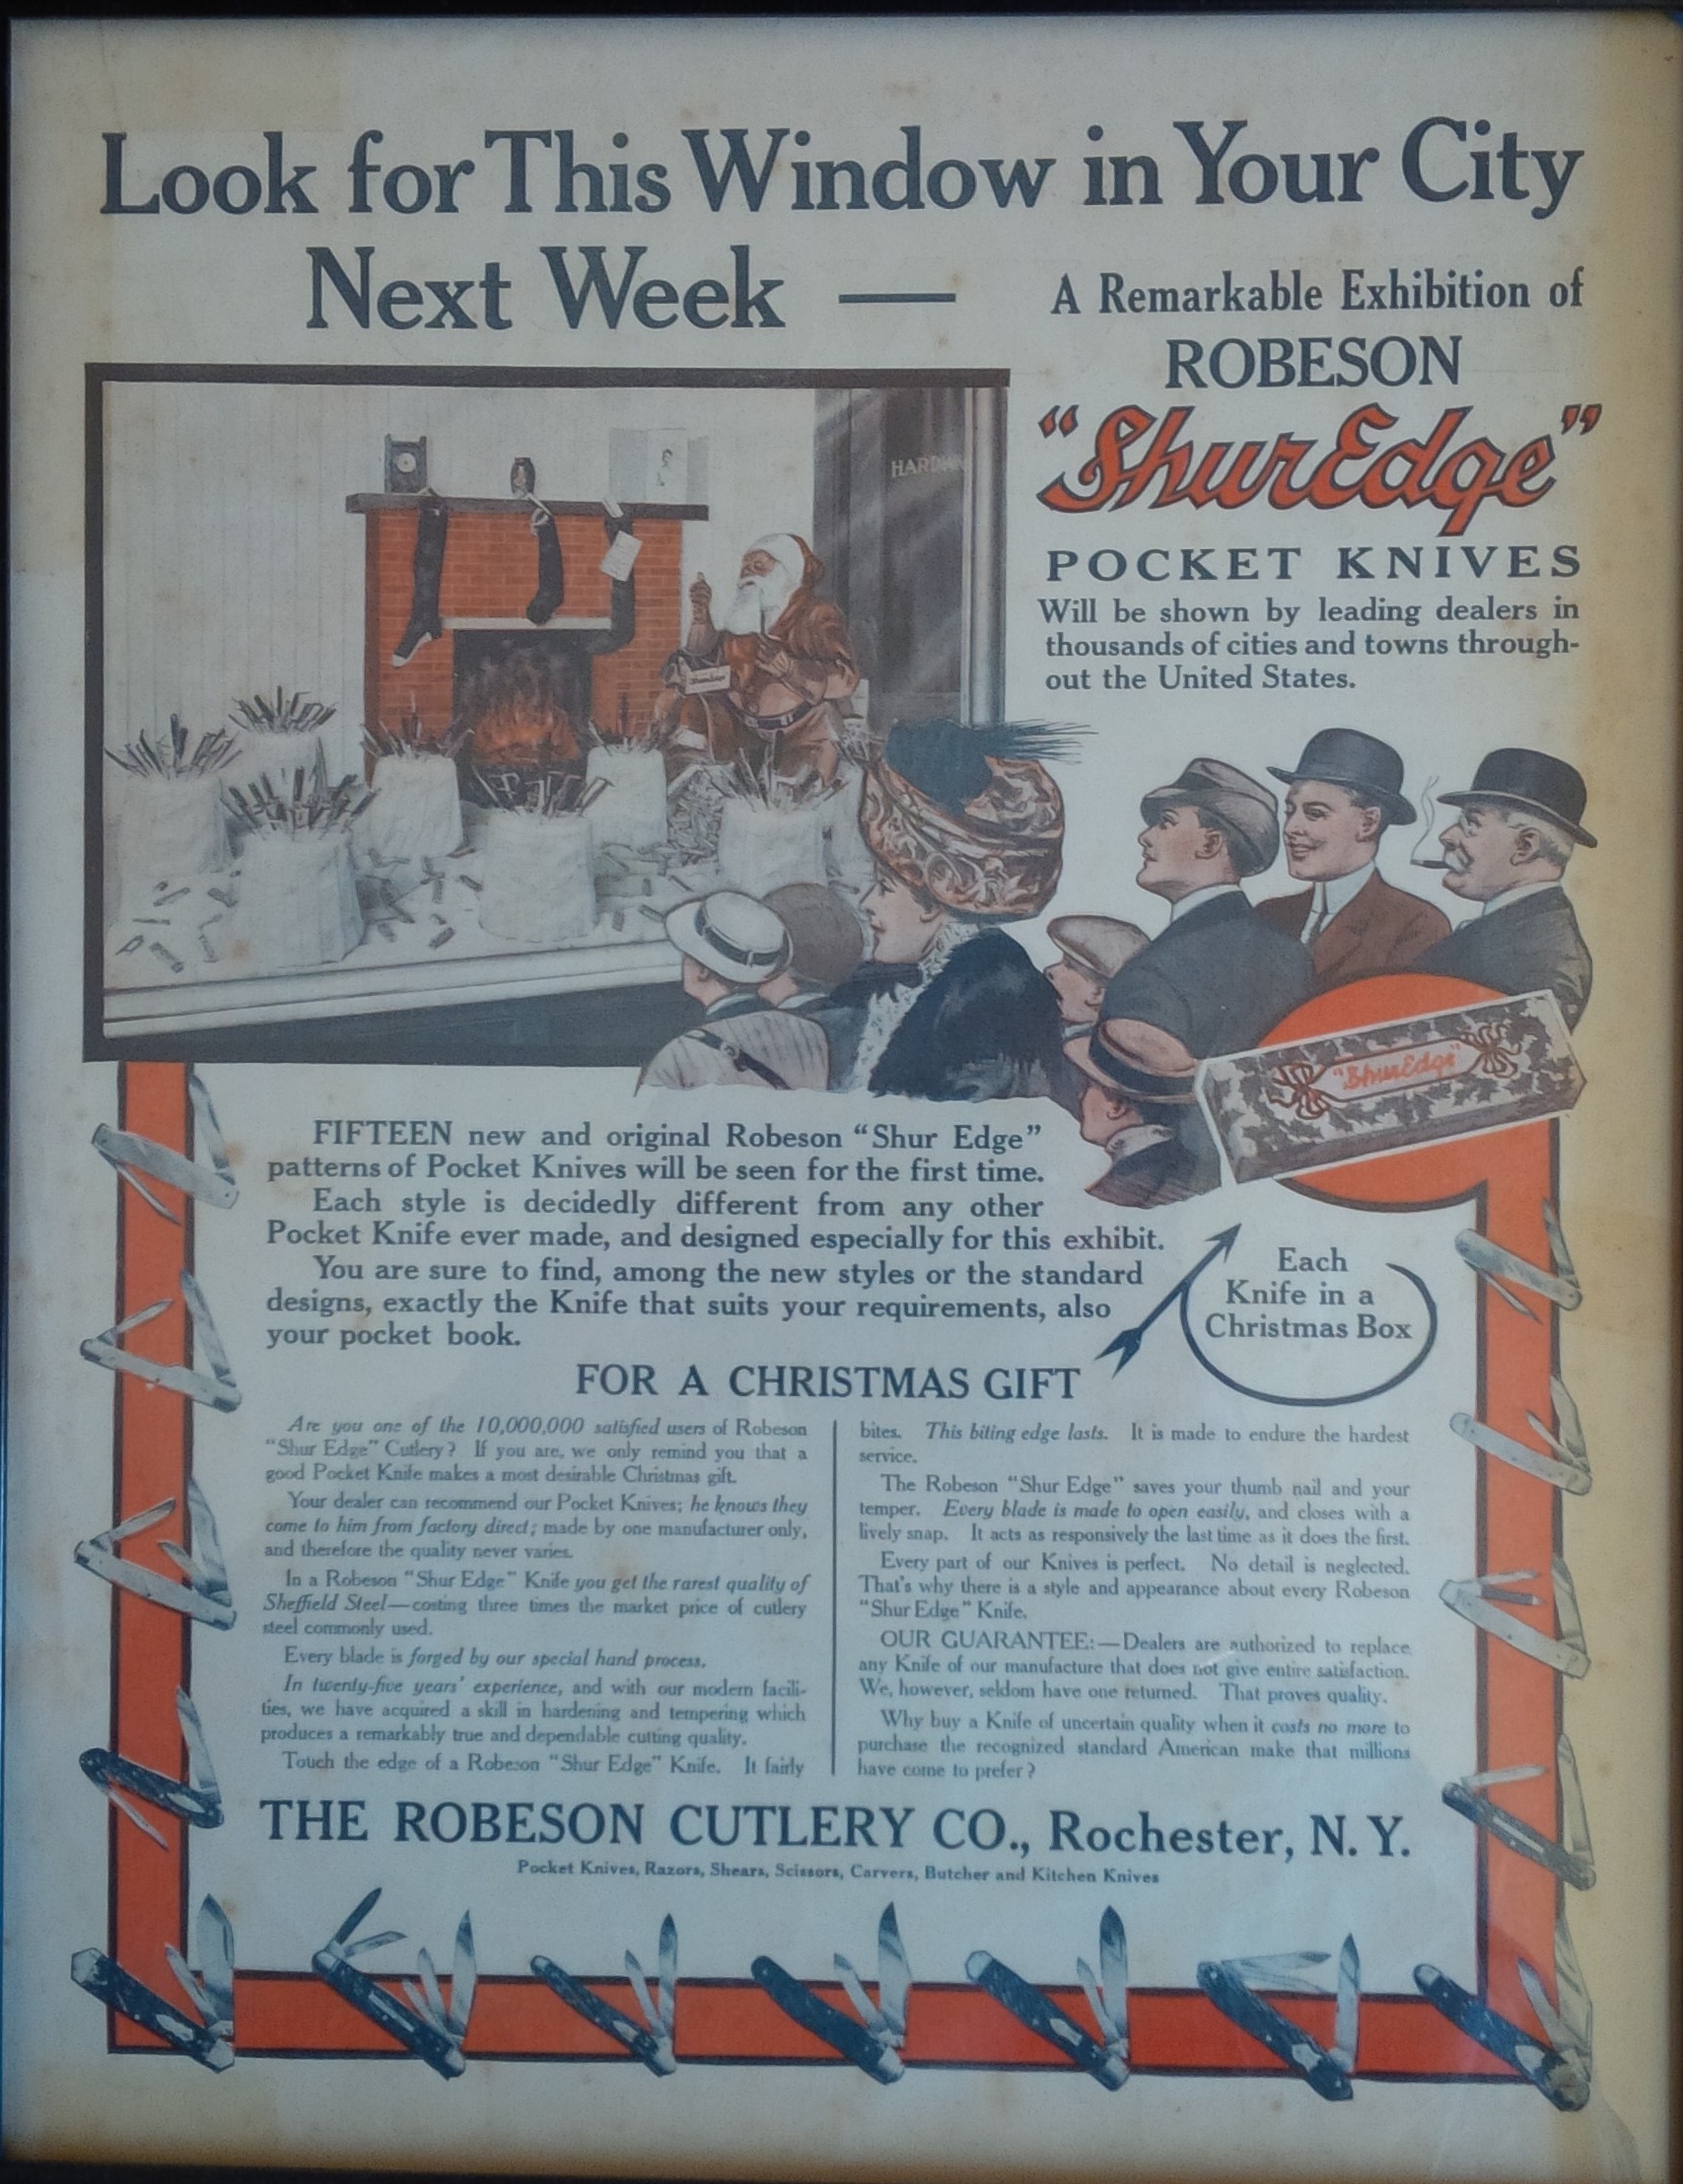 Look for This Window in Your City
Next Week —
A Remarkable Exhibition of
ROBESON
“ShurEdge”
POCKET KNIVES
Will be shown by leading dealers in
thousands of cities and towns through-
out the United States.
“ShurEdge”
FIFTEEN new and original Robeson “Shur Edge”
patterns of Pocket Knives will be seen for the first time.
Each style is decidedly different from any other
Pocket Knife ever made, and designed especially for this exhibit.
You are sure to find, among the new styles or the standard
designs, exactly the Knife that suits your requirements, also
your pocket book.
Each
Knife in a
Christmas Box
FOR A CHRISTMAS GIFT
Are you one of the 10,000,000 satisfied users of Robeson
“Shur Edge” Cutlery? If you are, we only remind you that a
good Pocket Knife makes a most desirable Christmas gift.
Your dealer can recommend our Pocket Knives; he knows they
come to him from factory direct; made by one manufacturer only,
and therefore the quality never varies.
In a Robeson “Shur Edge” Knife you get the rarest quality of
Sheffield Steel—costing three times the market price of cutlery
steel commonly used.
Every blade is forged by our special hand process.
In twenty-five years’ experience, and with our modern facili-
ties, we have acquired a skill in hardening and tempering which
produces a remarkably true and dependable cutting quality.
Touch the edge of a Robeson “Shur Edge” Knife. It fairly
bites. This biting edge lasts. It is made to endure the hardest
service.
The Robeson “Shur Edge” saves your thumb nail and your
temper. Every blade is made to open easily, and closes with a
lively snap. It acts as responsively the last time as it does the first.
Every part of our Knives is perfect. No detail is neglected.
That’s why there is a style and appearance about every Robeson
“Shur Edge” Knife.
OUR GUARANTEE:—Dealers are authorized to replace
any Knife of our manufacture that does not give entire satisfaction.
We, however, seldom have one returned. That proves quality.
Why buy a Knife of uncertain quality when it costs no more to
purchase the recognized standard American make that millions
have come to prefer?
THE ROBESON CUTLERY CO., Rochester, N. Y.
Pocket Knives, Razors, Shears, Scissors, Carvers, Butcher and Kitchen Knives